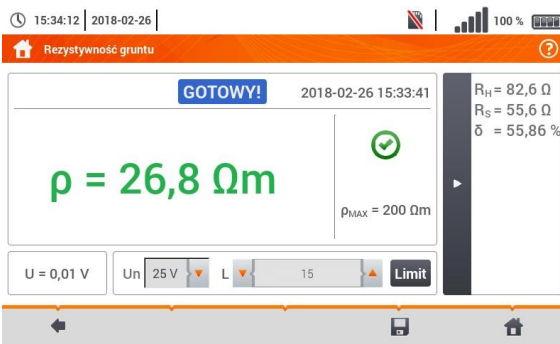 15:34:12 2018-02-26 100 %
Rezystywność gruntu
GOTOWY! 2018-02-26 15:33:41
ρ = 26,8 Ωm
ρMAX = 200 Ωm
RH= 82,6 Ω
RS= 55,6 Ω
δ = 55,86 %
U = 0,01 V
Un 25 V L 15 Limit